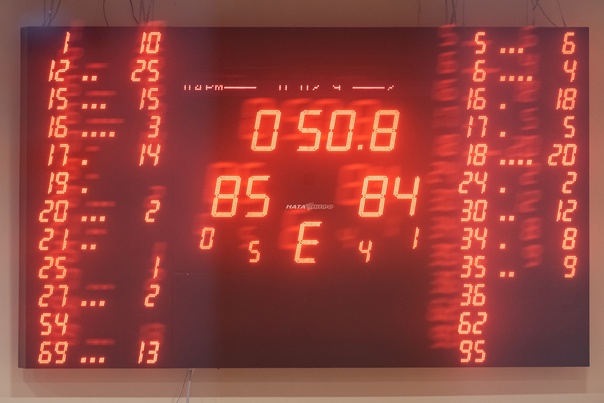 1 10
12 .. 25
15 ... 15
16 .... 3
17 . 14
19 .
20 ... 2
21 ..
25 1
27 ... 2
54
69 ... 13
0 50.8
85 84
0 5 E 4 1
5 ... 6
6 .... 4
16 . 18
17 . 5
18 .... 20
24 . 2
30 .. 12
34 . 8
35 .. 9
36
62
95